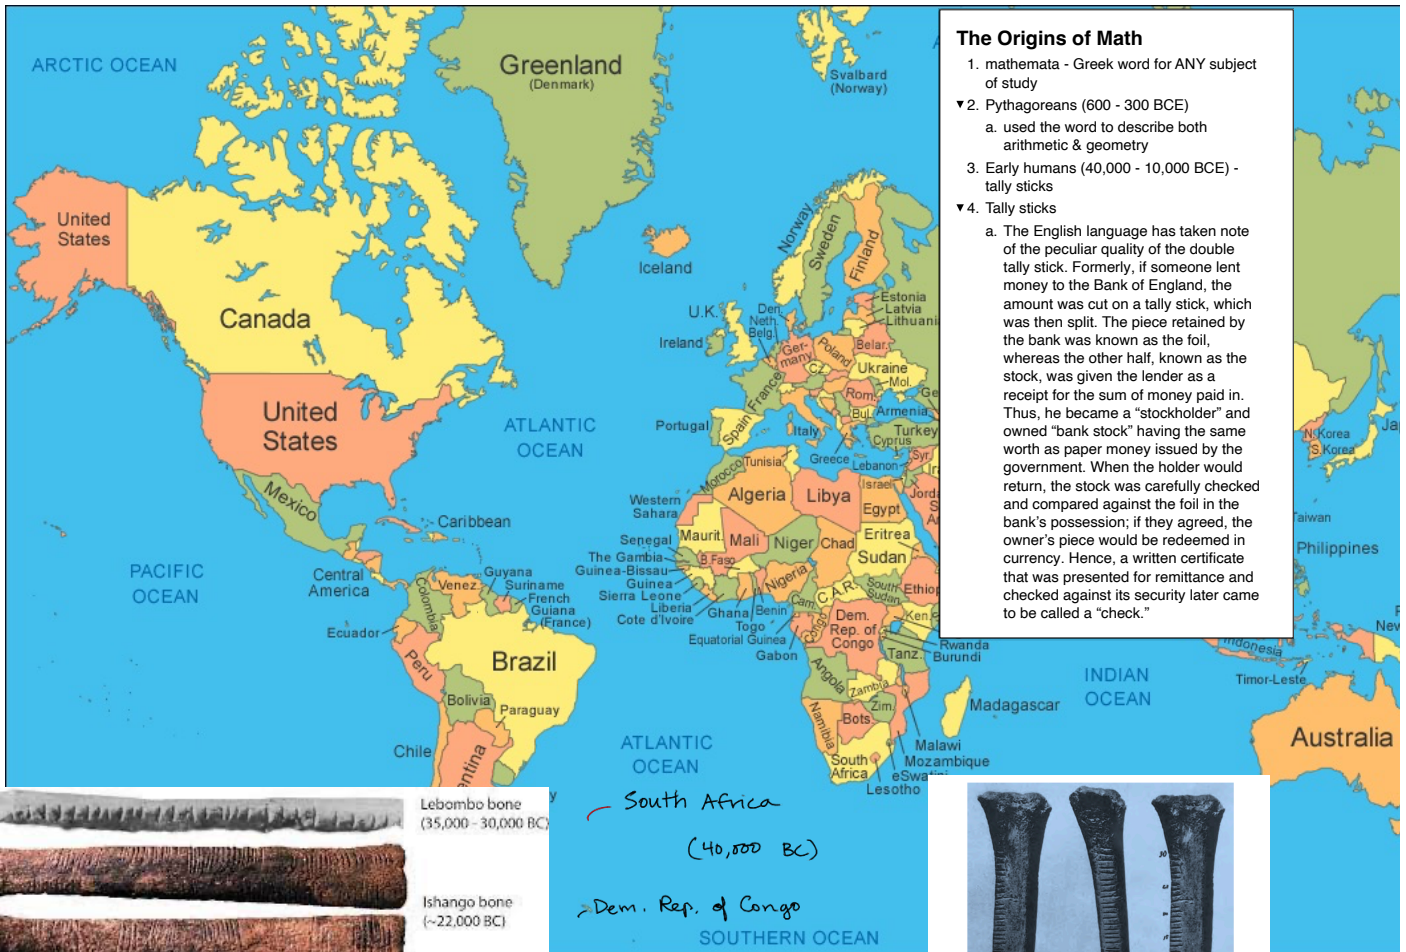 The Origins of Math
1. mathemata - Greek word for ANY subject
of study
▼2. Pythagoreans (600 - 300 BCE)
a. used the word to describe both
arithmetic & geometry
3. Early humans (40,000 - 10,000 BCE) -
tally sticks
▼4. Tally sticks
a. The English language has taken note
of the peculiar quality of the double
tally stick. Formerly, if someone lent
money to the Bank of England, the
amount was cut on a tally stick, which
was then split. The piece retained by
the bank was known as the foil,
whereas the other half, known as the
stock, was given the lender as a
receipt for the sum of money paid in.
Thus, he became a “stockholder” and
owned “bank stock” having the same
worth as paper money issued by the
government. When the holder would
return, the stock was carefully checked
and compared against the foil in the
bank’s possession; if they agreed, the
owner’s piece would be redeemed in
currency. Hence, a written certificate
that was presented for remittance and
checked against its security later came
to be called a “check.”
ARCTIC OCEAN
Greenland
(Denmark)
Svalbard
(Norway)
United
States
Canada
Iceland
Norway
Sweden
Finland
Estonia
Latvia
Lithuani
U.K.
Ireland
Den.
Neth.
Belg.
Ger-
many
Poland
Belar.
Cz.
Ukraine
Mol.
France
Rom.
Bul.
Ge
Armenia
Portugal
Spain
Italy
Greece
Turkey
Cyprus
Lebanon
Syr.
Israel
Ira
Jorda
S
A
United
States
ATLANTIC
OCEAN
Mexico
Caribbean
Morocco
Tunisia
Algeria
Libya
Egypt
Western
Sahara
Maurit.
Mali
Niger
Chad
Eritrea
Sudan
Senegal
The Gambia
Guinea-Bissau
Guinea
Sierra Leone
Liberia
Cote d'Ivoire
B.Faso
Ghana
Togo
Benin
Nigeria
Cam.
C.A.R.
South
Sudan
Ethiop
Equatorial Guinea
Gabon
Congo
Dem.
Rep. of
Congo
Ken.
Rwanda
Burundi
Tanz.
PACIFIC
OCEAN
Central
America
Guyana
Suriname
French
Guiana
(France)
Venez.
Colombia
Ecuador
Peru
Brazil
Bolivia
Paraguay
Chile
entina
y
ATLANTIC
OCEAN
Angola
Zambia
Zim.
Namibia
Bots.
South
Africa
Madagascar
Malawi
Mozambique
eSwatini
Lesotho
INDIAN
OCEAN
N.Korea
S.Korea
Ja
Taiwan
Philippines
Indonesia
Timor-Leste
New
Australia
SOUTHERN OCEAN
Lebombo bone
(35,000 - 30,000 BC)
Ishango bone
(~22,000 BC)
South Africa
(40,000 BC)
Dem. Rep. of Congo